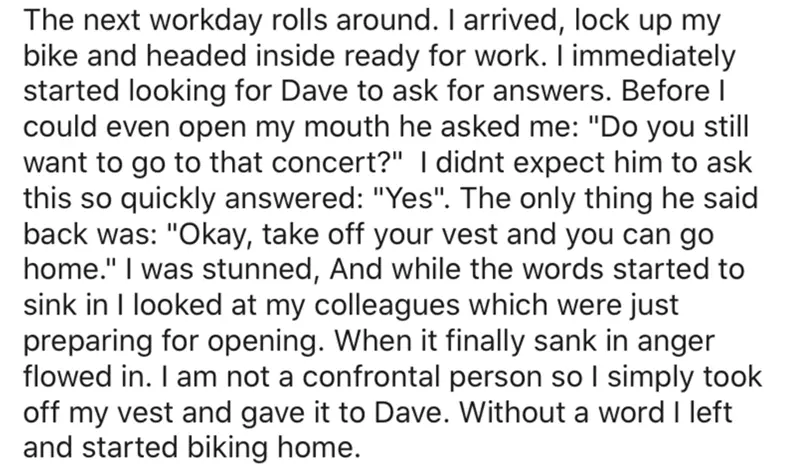 The next workday rolls around. I arrived, lock up my
bike and headed inside ready for work. I immediately
started looking for Dave to ask for answers. Before I
could even open my mouth he asked me: "Do you still
want to go to that concert?"  I didnt expect him to ask
this so quickly answered: "Yes". The only thing he said
back was: "Okay, take off your vest and you can go
home." I was stunned, And while the words started to
sink in I looked at my colleagues which were just
preparing for opening. When it finally sank in anger
flowed in. I am not a confrontal person so I simply took
off my vest and gave it to Dave. Without a word I left
and started biking home.